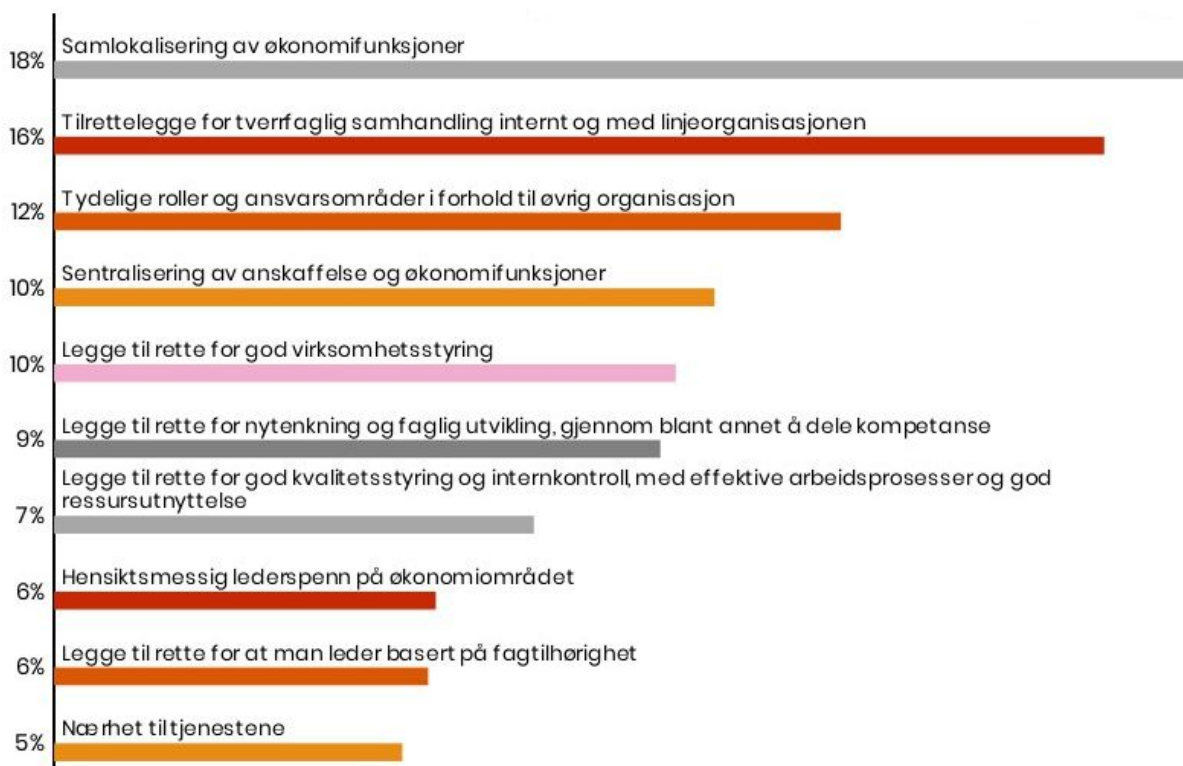 Samlokalisering av økonomifunksjoner
18%
Tilrettelegge for tverrfaglig samhandling internt og med linjeorganisasjonen
16%
Tydelige roller og ansvarsområder i forhold til øvrig organisasjon
12%
Sentralisering av anskaffelse og økonomifunksjoner
10%
Legge til rette for god virksomhetsstyring
10%
Legge til rette for nytenkning og faglig utvikling, gjennom blant annet å dele kompetanse
9%
Legge til rette for god kvalitetsstyring og internkontroll, med effektive arbeidsprosesser og god
ressursutnyttelse
7%
Hensiktsmessig lederspenn på økonomiområdet
6%
Legge til rette for at man leder basert på fagtilhørighet
6%
Nærhet til tjenestene
5%